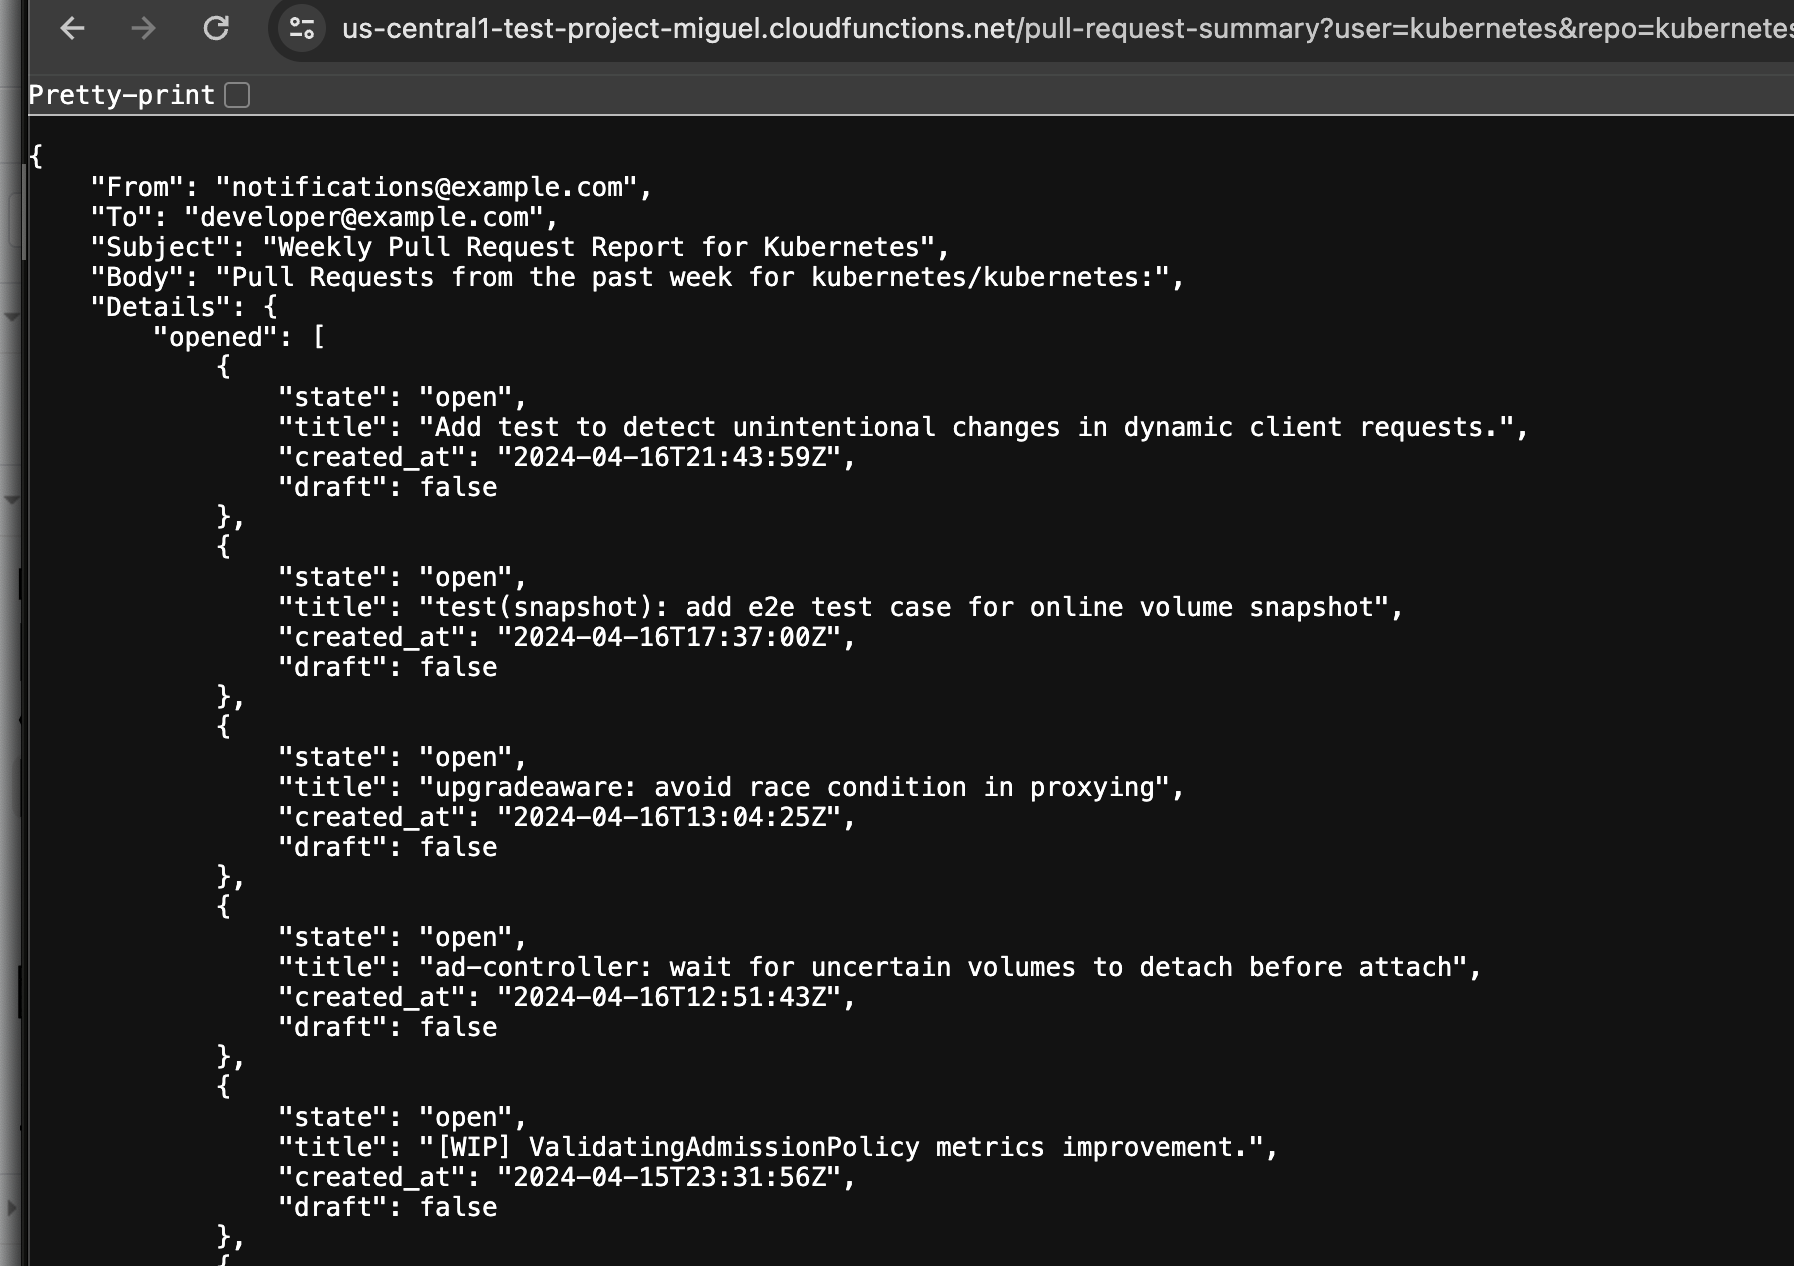 us-central1-test-project-miguel.cloudfunctions.net/pull-request-summary?user=kubernetes&repo=kubernetes
Pretty-print
{
    "From": "notifications@example.com",
    "To": "developer@example.com",
    "Subject": "Weekly Pull Request Report for Kubernetes",
    "Body": "Pull Requests from the past week for kubernetes/kubernetes:",
    "Details": {
        "opened": [
            {
                "state": "open",
                "title": "Add test to detect unintentional changes in dynamic client requests.",
                "created_at": "2024-04-16T21:43:59Z",
                "draft": false
            },
            {
                "state": "open",
                "title": "test(snapshot): add e2e test case for online volume snapshot",
                "created_at": "2024-04-16T17:37:00Z",
                "draft": false
            },
            {
                "state": "open",
                "title": "upgradeaware: avoid race condition in proxying",
                "created_at": "2024-04-16T13:04:25Z",
                "draft": false
            },
            {
                "state": "open",
                "title": "ad-controller: wait for uncertain volumes to detach before attach",
                "created_at": "2024-04-16T12:51:43Z",
                "draft": false
            },
            {
                "state": "open",
                "title": "[WIP] ValidatingAdmissionPolicy metrics improvement.",
                "created_at": "2024-04-15T23:31:56Z",
                "draft": false
            },
            {